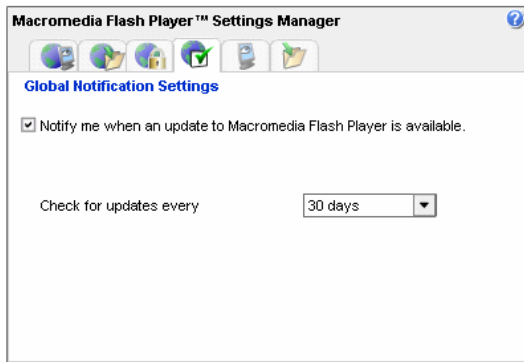 Macromedia Flash Player™ Settings Manager
?
Global Notification Settings
Notify me when an update to Macromedia Flash Player is available.
Check for updates every 30 days